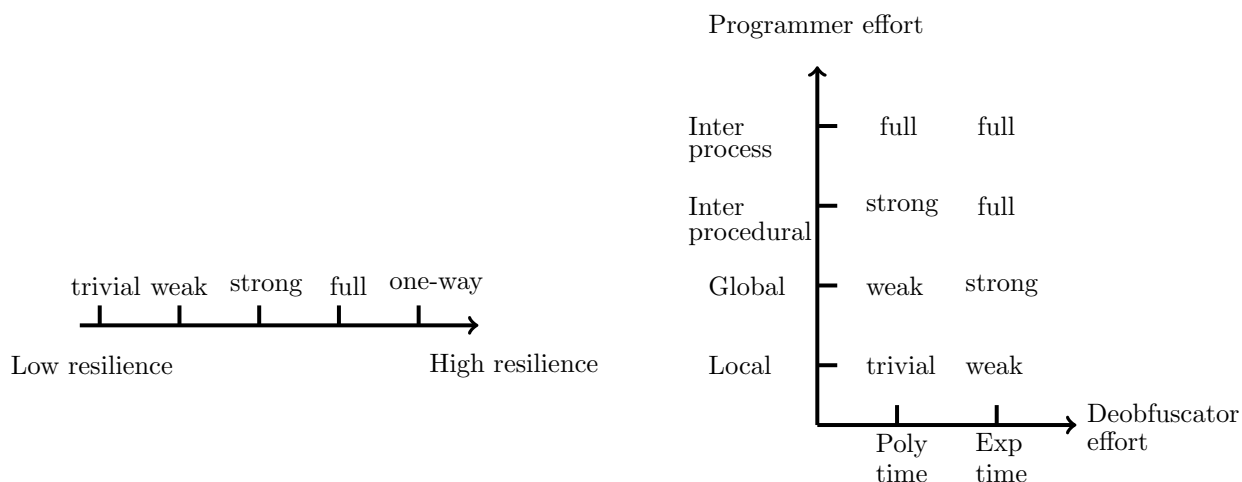 trivial weak strong full one-way
Low resilience High resilience
Programmer effort
Inter
process
full full
Inter
procedural
strong full
Global weak strong
Local trivial weak
Deobfuscator
effort
Poly
time
Exp
time